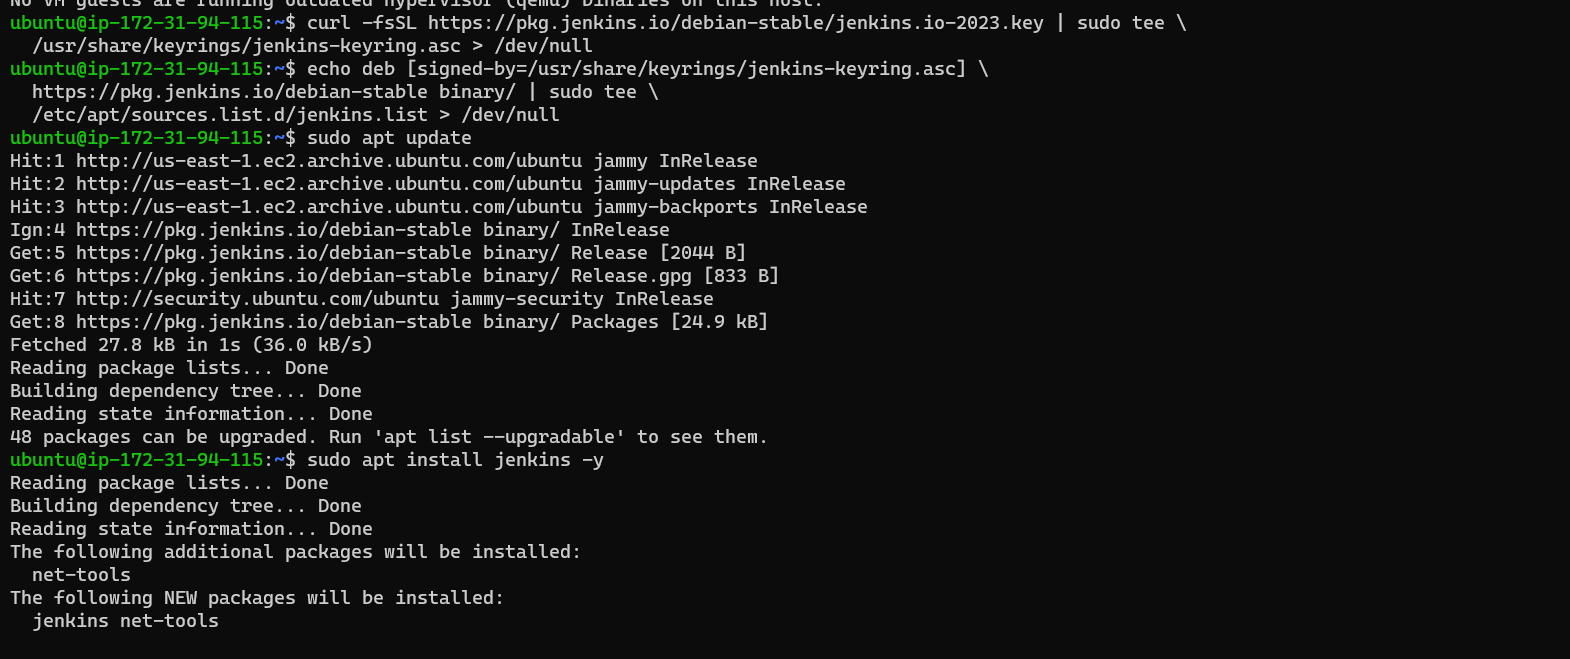 No VM guests are running outdated hypervisor (qemu) binaries on this host.
ubuntu@ip-172-31-94-115:~$ curl -fsSL https://pkg.jenkins.io/debian-stable/jenkins.io-2023.key | sudo tee \
  /usr/share/keyrings/jenkins-keyring.asc > /dev/null
ubuntu@ip-172-31-94-115:~$ echo deb [signed-by=/usr/share/keyrings/jenkins-keyring.asc] \
  https://pkg.jenkins.io/debian-stable binary/ | sudo tee \
  /etc/apt/sources.list.d/jenkins.list > /dev/null
ubuntu@ip-172-31-94-115:~$ sudo apt update
Hit:1 http://us-east-1.ec2.archive.ubuntu.com/ubuntu jammy InRelease
Hit:2 http://us-east-1.ec2.archive.ubuntu.com/ubuntu jammy-updates InRelease
Hit:3 http://us-east-1.ec2.archive.ubuntu.com/ubuntu jammy-backports InRelease
Ign:4 https://pkg.jenkins.io/debian-stable binary/ InRelease
Get:5 https://pkg.jenkins.io/debian-stable binary/ Release [2044 B]
Get:6 https://pkg.jenkins.io/debian-stable binary/ Release.gpg [833 B]
Hit:7 http://security.ubuntu.com/ubuntu jammy-security InRelease
Get:8 https://pkg.jenkins.io/debian-stable binary/ Packages [24.9 kB]
Fetched 27.8 kB in 1s (36.0 kB/s)
Reading package lists... Done
Building dependency tree... Done
Reading state information... Done
48 packages can be upgraded. Run 'apt list --upgradable' to see them.
ubuntu@ip-172-31-94-115:~$ sudo apt install jenkins -y
Reading package lists... Done
Building dependency tree... Done
Reading state information... Done
The following additional packages will be installed:
  net-tools
The following NEW packages will be installed:
  jenkins net-tools